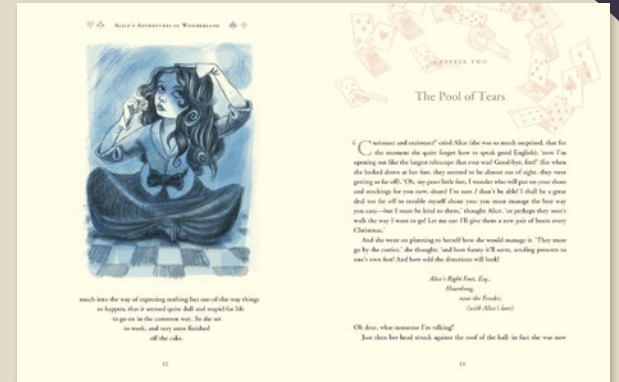 Alice's Adventures in Wonderland
much into the way of expecting nothing but out-of-the-way things
to happen, that it seemed quite dull and stupid for life
to go on in the common way. So she set
to work, and very soon finished
off the cake.
12
Chapter Two
The Pool of Tears
'Curiouser and curiouser!' cried Alice (she was so much surprised, that for
the moment she quite forgot how to speak good English); 'now I'm
opening out like the largest telescope that ever was! Good-bye, feet!' (for when
she looked down at her feet, they seemed to be almost out of sight, they were
getting so far off). 'Oh, my poor little feet, I wonder who will put on your shoes
and stockings for you now, dears? I'm sure I shan't be able! I shall be a great
deal too far off to trouble myself about you: you must manage the best way
you can;—but I must be kind to them,' thought Alice, 'or perhaps they won't
walk the way I want to go! Let me see: I'll give them a new pair of boots every
Christmas.'
And she went on planning to herself how she would manage it. 'They must
go by the carrier,' she thought; 'and how funny it'll seem, sending presents to
one's own feet! And how odd the directions will look!
Alice's Right Foot, Esq.,
Hearthrug,
near the Fender,
(with Alice's love).
Oh dear, what nonsense I'm talking!'
Just then her head struck against the roof of the hall: in fact she was now
13